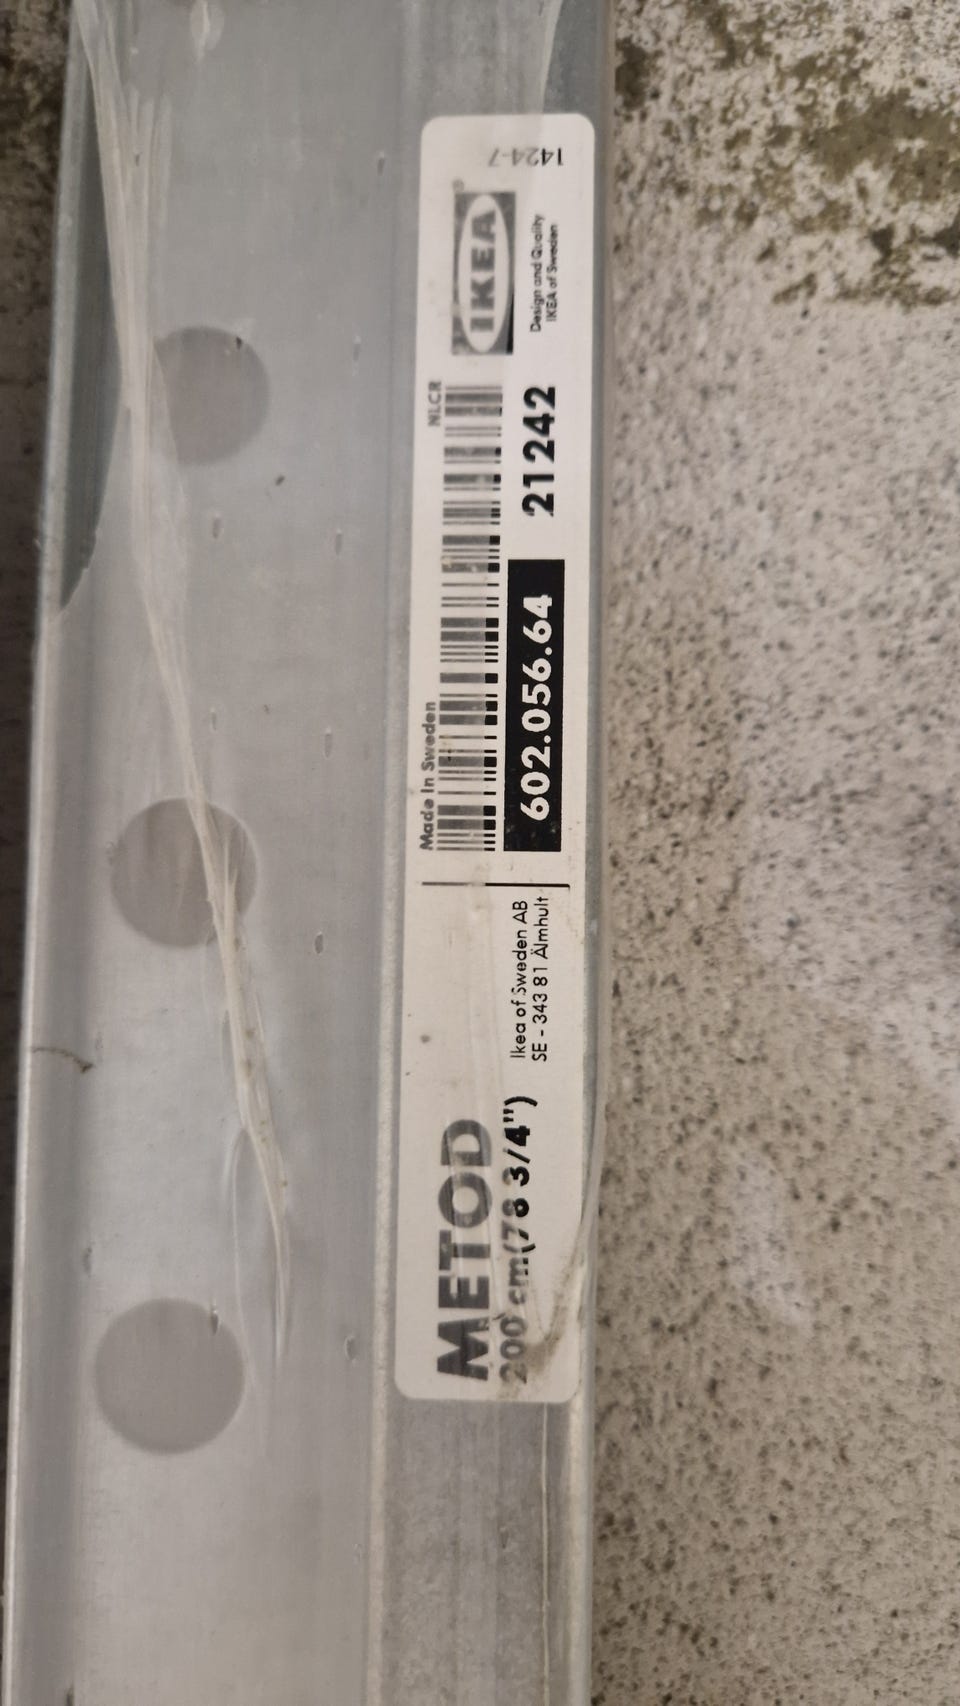 METOD
200 cm(78 3/4")
Ikea of Sweden AB
SE - 343 81 Älmhult
Made In Sweden
NLCR
602.056.64
21242
IKEA
®
Design and Quality
IKEA of Sweden
1424-7